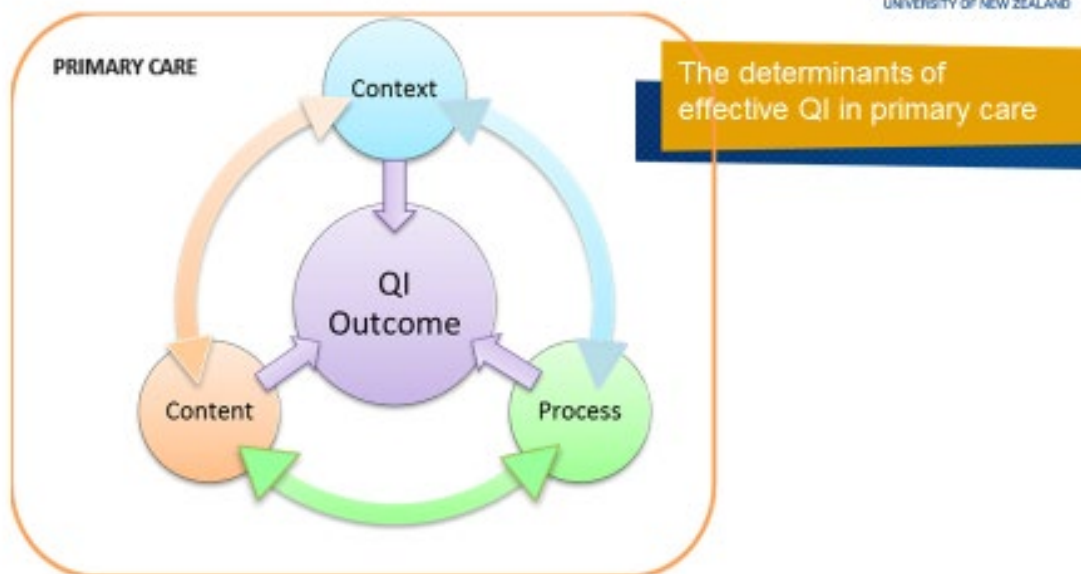 UNIVERSITY OF NEW ZEALAND
PRIMARY CARE
The determinants of
effective QI in primary care
Context
QI
Outcome
Content
Process